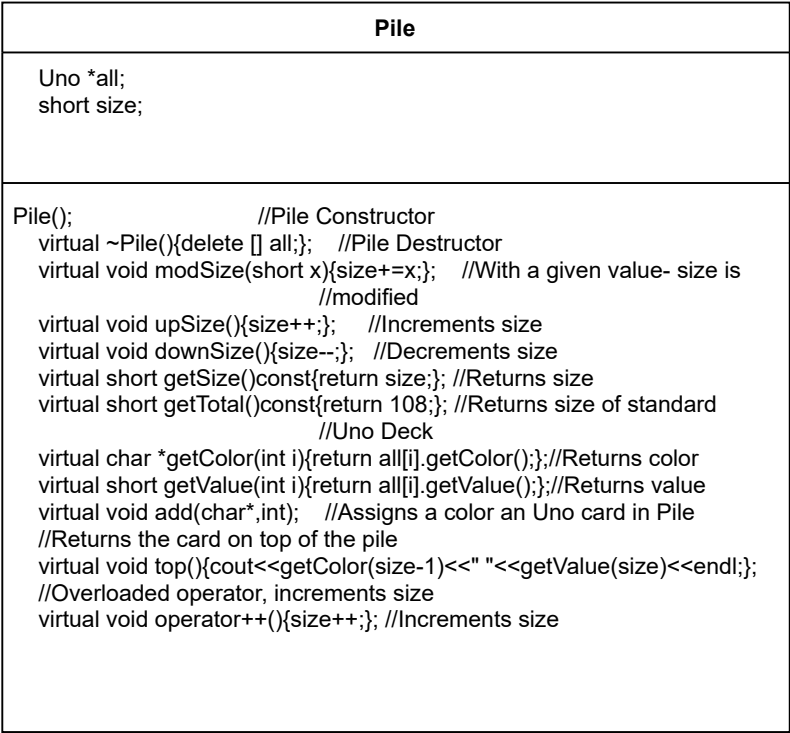 Pile
Uno *all;
short size;
Pile(); //Pile Constructor
virtual ~Pile(){delete [] all;}; //Pile Destructor
virtual void modSize(short x){size+=x;}; //With a given value- size is
//modified
virtual void upSize(){size++;}; //Increments size
virtual void downSize(){size--;}; //Decrements size
virtual short getSize()const{return size;}; //Returns size
virtual short getTotal()const{return 108;}; //Returns size of standard
//Uno Deck
virtual char *getColor(int i){return all[i].getColor();};//Returns color
virtual short getValue(int i){return all[i].getValue();};//Returns value
virtual void add(char*,int); //Assigns a color an Uno card in Pile
//Returns the card on top of the pile
virtual void top(){cout<<getColor(size-1)<<" "<<getValue(size)<<endl;};
//Overloaded operator, increments size
virtual void operator++(){size++;}; //Increments size